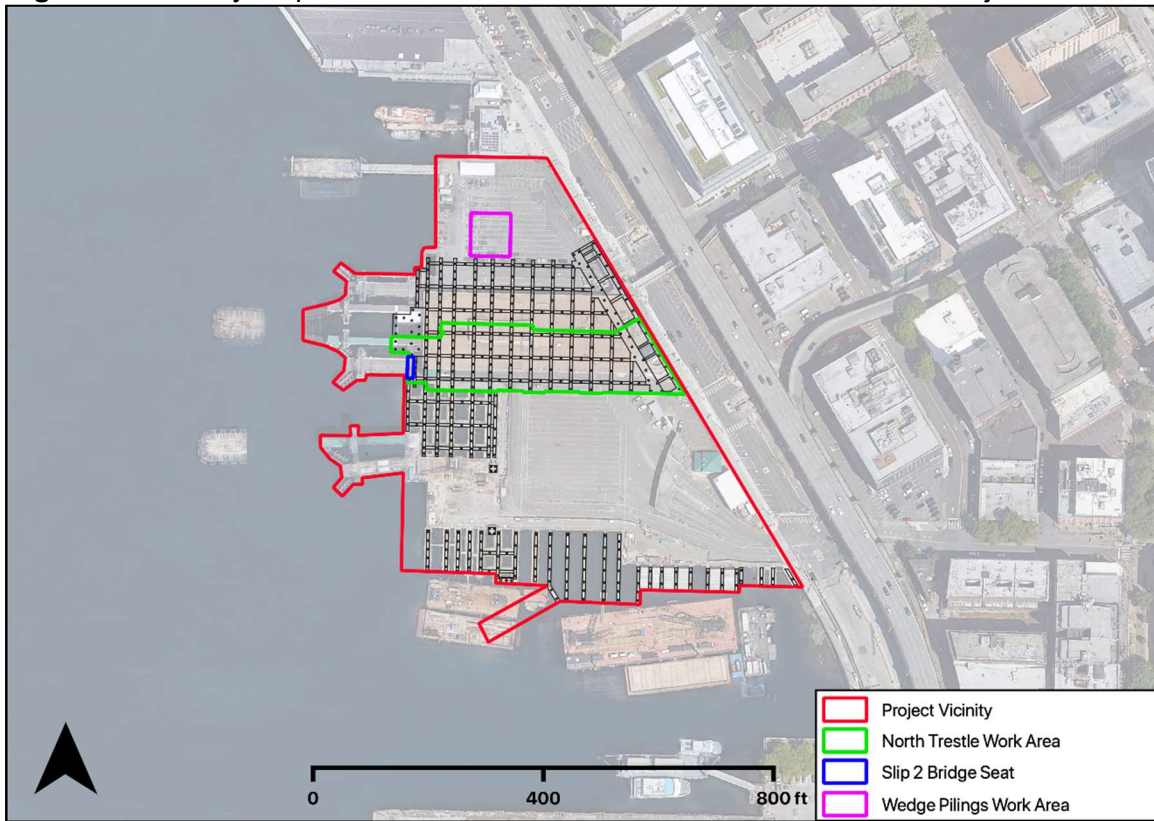 0 400 800 ft
Project Vicinity
North Trestle Work Area
Slip 2 Bridge Seat
Wedge Pilings Work Area